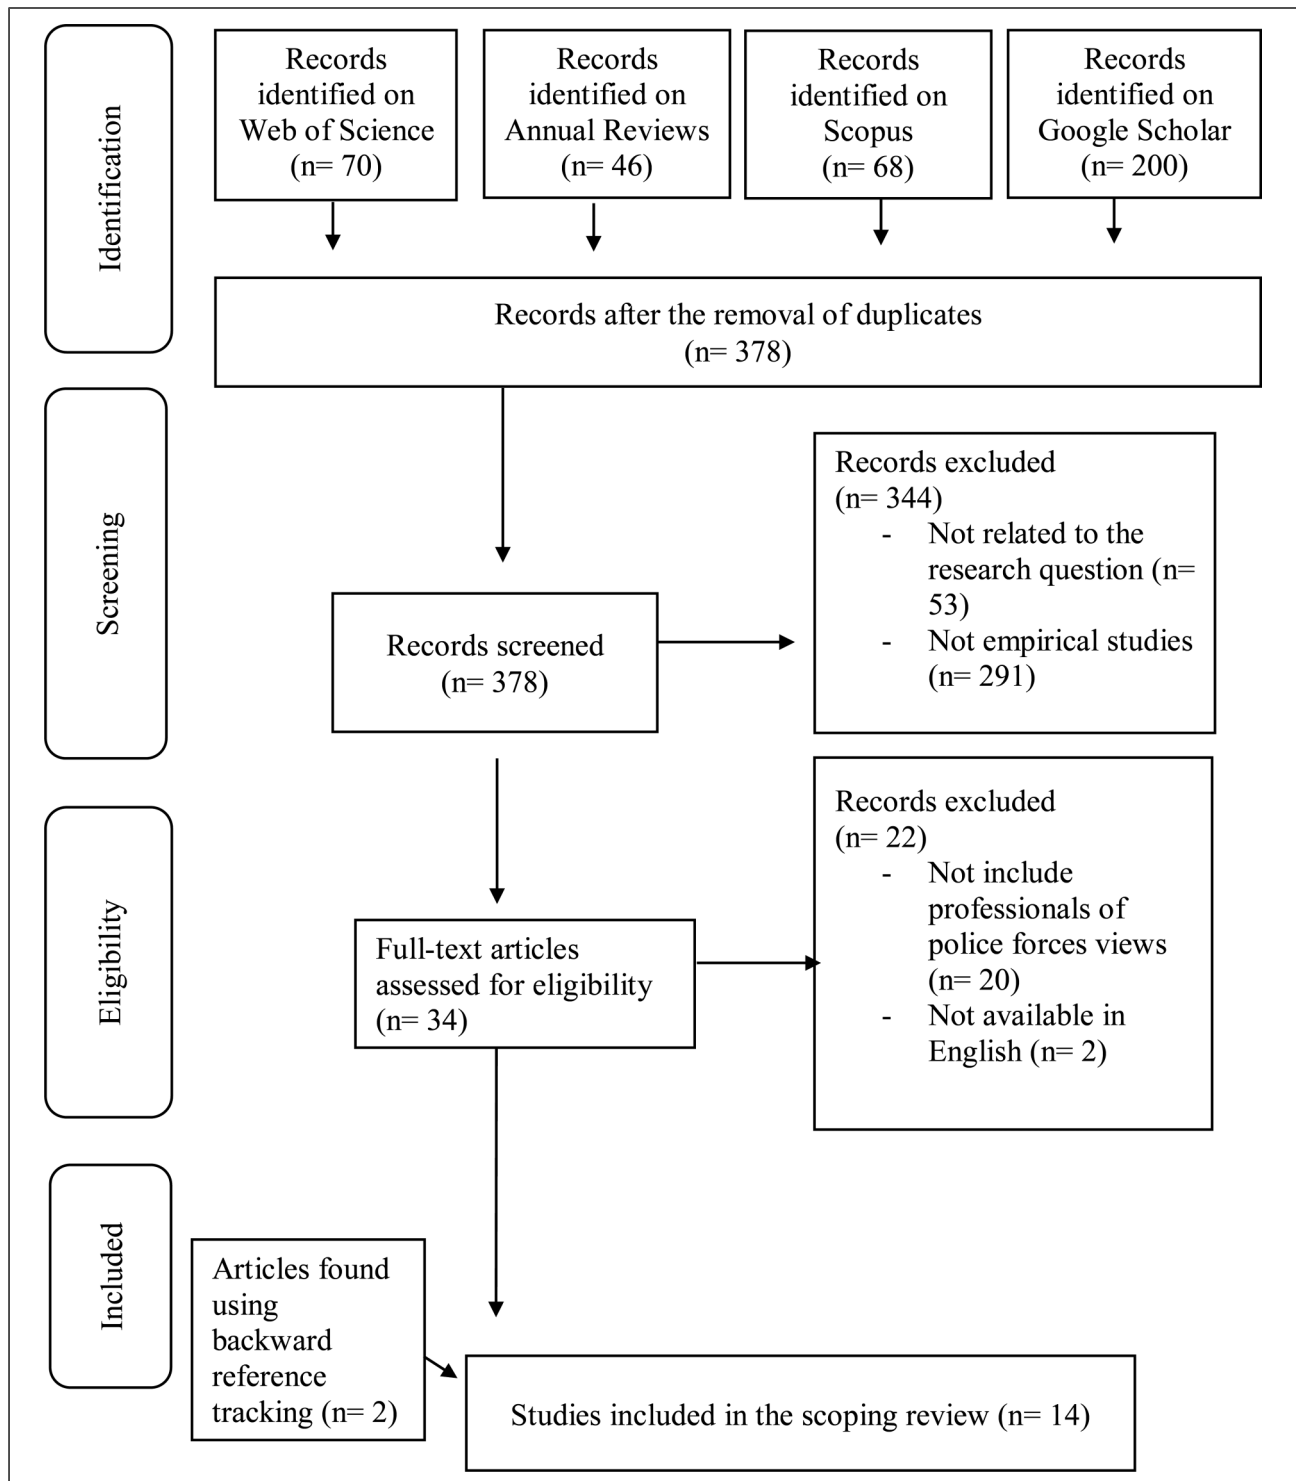 Identification
Records
identified on
Web of Science
(n= 70)
Records
identified on
Annual Reviews
(n= 46)
Records
identified on
Scopus
(n= 68)
Records
identified on
Google Scholar
(n= 200)
Records after the removal of duplicates
(n= 378)
Screening
Records screened
(n= 378)
Records excluded
(n= 344)
- Not related to the
research question (n=
53)
- Not empirical studies
(n= 291)
Eligibility
Full-text articles
assessed for eligibility
(n= 34)
Records excluded
(n= 22)
- Not include
professionals of
police forces views
(n= 20)
- Not available in
English (n= 2)
Included
Articles found
using
backward
reference
tracking (n= 2)
Studies included in the scoping review (n= 14)